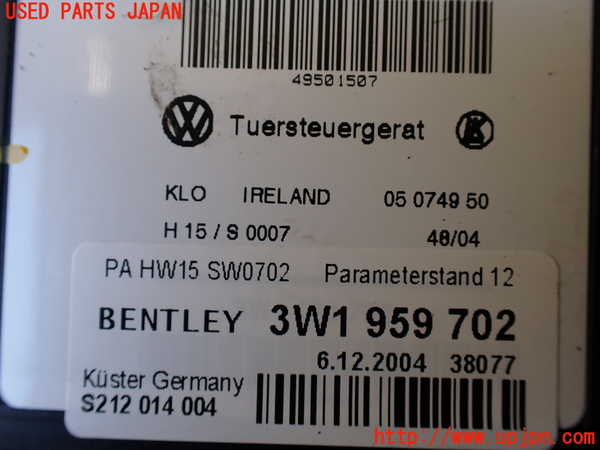 USED PARTS JAPAN
49501507
Tuersteuergerat
KLO IRELAND 05 0749 50
H 15 / S 0007 48/04
PA HW15 SW0702 Parameterstand 12
BENTLEY 3W1 959 702
6.12.2004 38077
Küster Germany
S212 014 004
http://www.upjpn.com